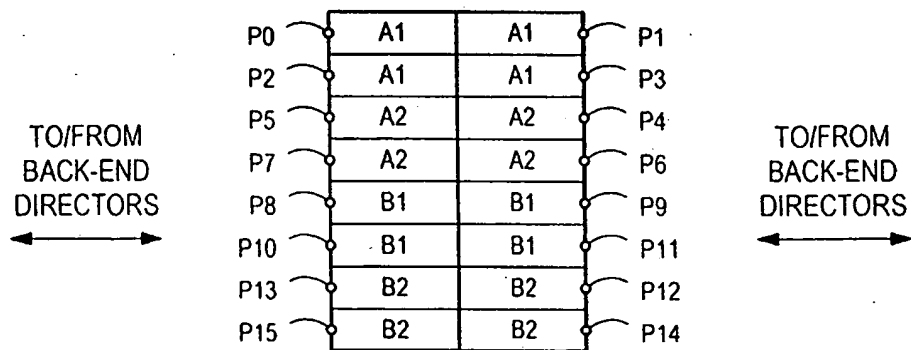 P0 A1 A1 P1
P2 A1 A1 P3
P5 A2 A2 P4
P7 A2 A2 P6
P8 B1 B1 P9
P10 B1 B1 P11
P13 B2 B2 P12
P15 B2 B2 P14
TO/FROM
BACK-END
DIRECTORS
TO/FROM
BACK-END
DIRECTORS